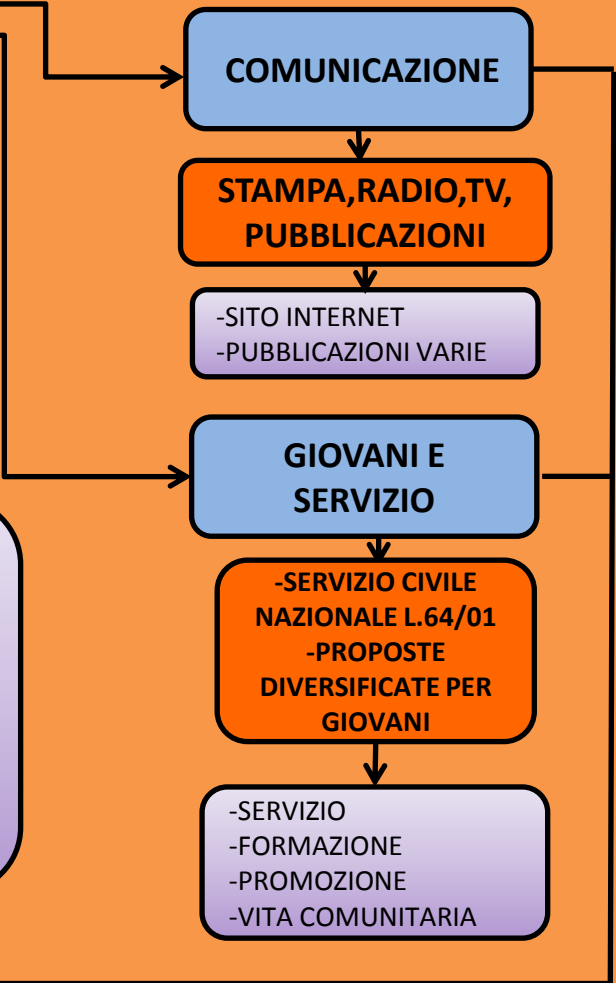 COMUNICAZIONE
STAMPA,RADIO,TV,
PUBBLICAZIONI
-SITO INTERNET
-PUBBLICAZIONI VARIE
GIOVANI E
SERVIZIO
-SERVIZIO CIVILE
NAZIONALE L.64/01
-PROPOSTE
DIVERSIFICATE PER
GIOVANI
-SERVIZIO
-FORMAZIONE
-PROMOZIONE
-VITA COMUNITARIA